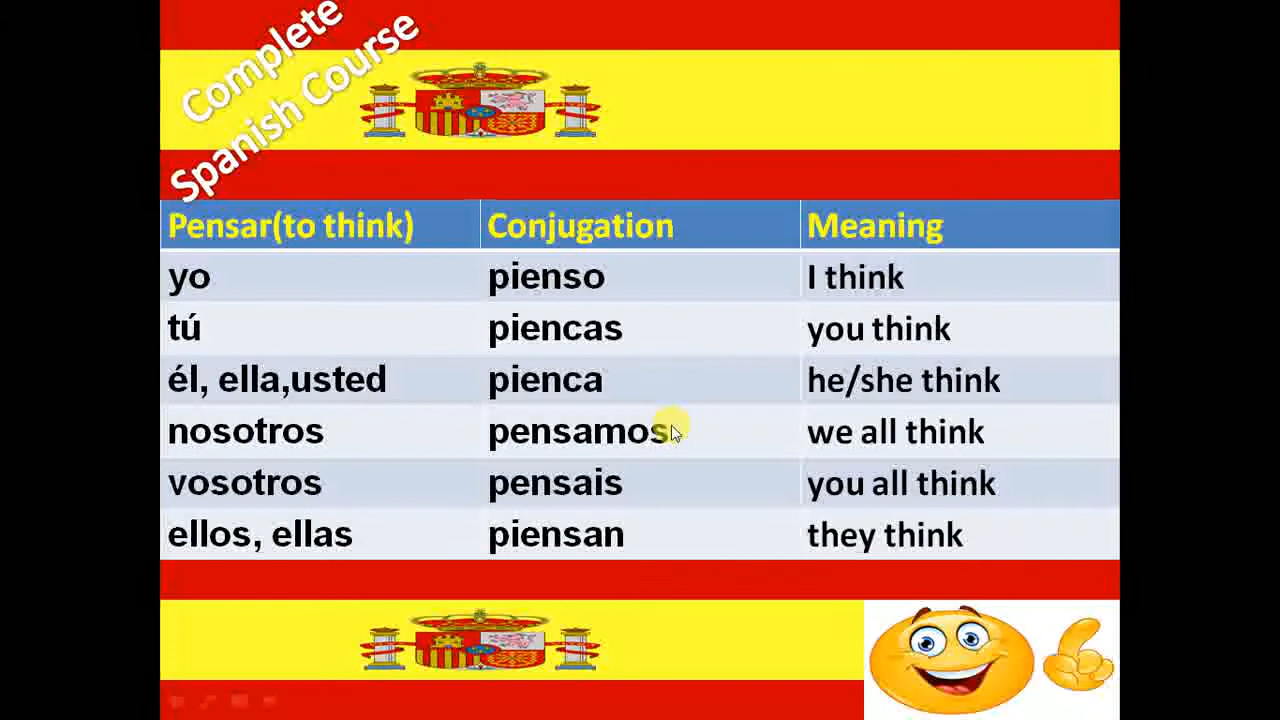 Complete
Spanish Course
Pensar(to think) Conjugation Meaning
yo pienso I think
tú piencas you think
él, ella,usted pienca he/she think
nosotros pensamos we all think
vosotros pensais you all think
ellos, ellas piensan they think